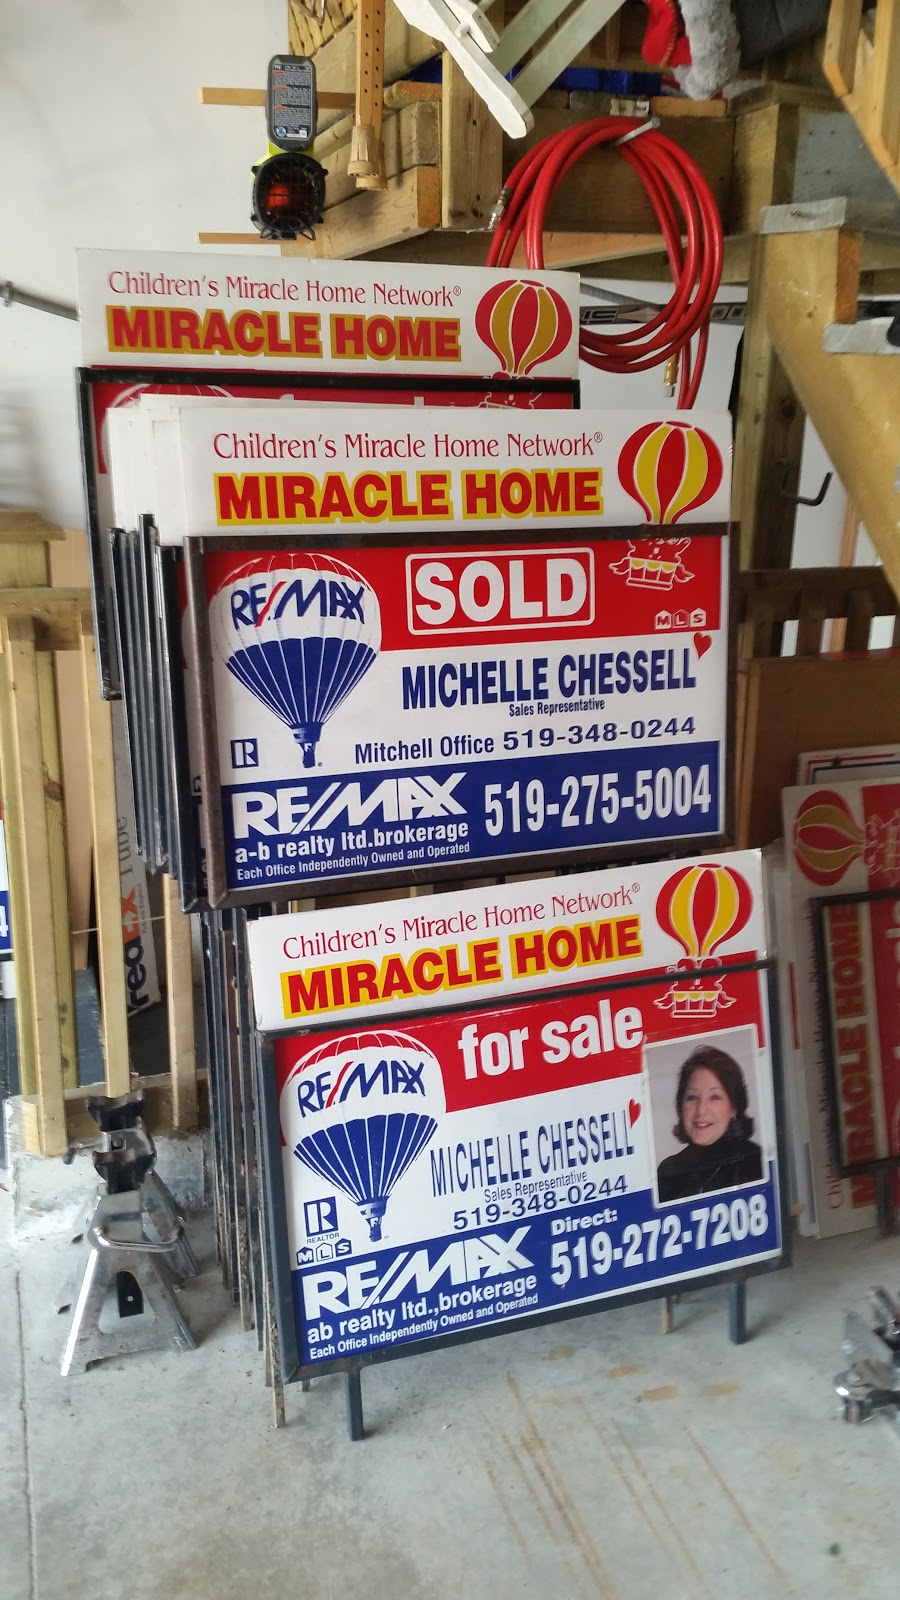 Children's Miracle Home Network®
MIRACLE HOME
Children's Miracle Home Network®
MIRACLE HOME
RE/MAX
SOLD
MLS
MICHELLE CHESSELL
Sales Representative
R
Mitchell Office 519-348-0244
RE/MAX
519-275-5004
a-b realty ltd.brokerage
Each Office Independently Owned and Operated
Children's Miracle Home Network®
MIRACLE HOME
for sale
RE/MAX
MICHELLE CHESSELL
Sales Representative
519-348-0244
R
REALTOR
MLS
Direct:
RE/MAX
519-272-7208
ab realty ltd.,brokerage
Each Office Independently Owned and Operated
MIRACLE HOME
FedEx
4